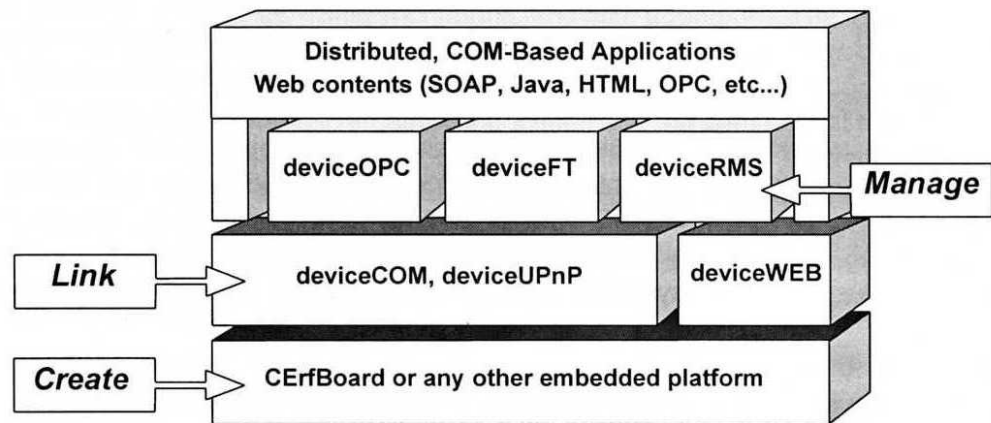 Distributed, COM-Based Applications
Web contents (SOAP, Java, HTML, OPC, etc...)
deviceOPC
deviceFT
deviceRMS
Manage
Link
deviceCOM, deviceUPnP
deviceWEB
Create
CErfBoard or any other embedded platform